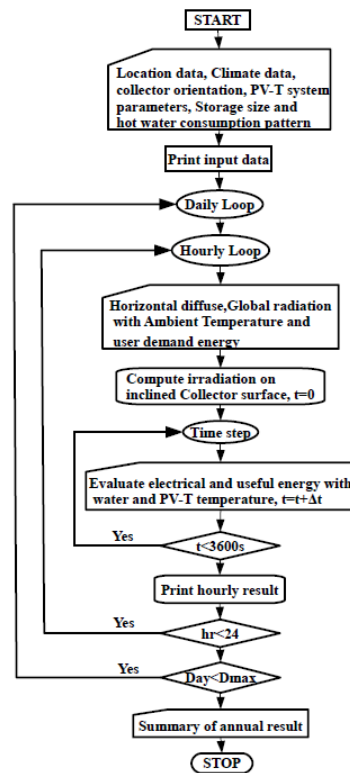 START
Location data, Climate data,
collector orientation, PV-T system
parameters, Storage size and
hot water consumption pattern
Print input data
Daily Loop
Hourly Loop
Horizontal diffuse,Global radiation
with Ambient Temperature and
user demand energy
Compute irradiation on
inclined Collector surface, t=0
Time step
Evaluate electrical and useful energy with
water and PV-T temperature, t=t+Δt
Yes
t<3600s
Print hourly result
Yes
hr<24
Yes
Day<Dmax
Summary of annual result
STOP